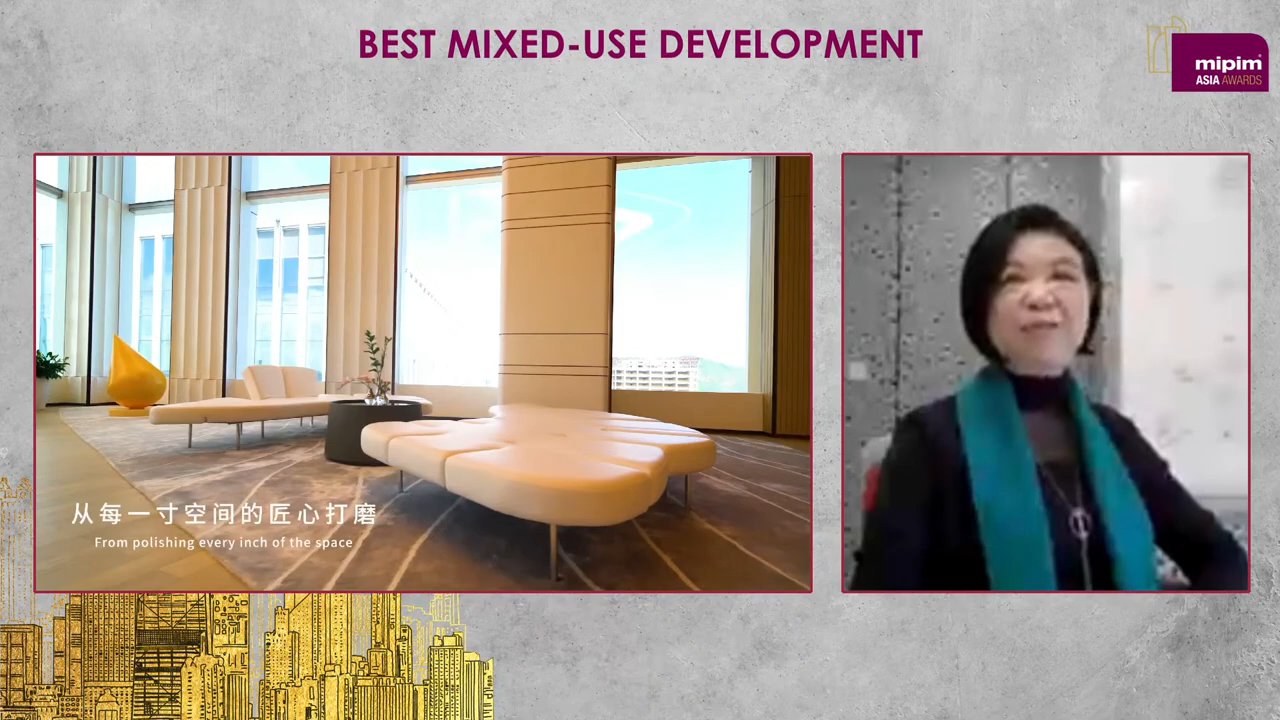 BEST MIXED-USE DEVELOPMENT
mipim
ASIA AWARDS
从每一寸空间的匠心打磨
From polishing every inch of the space